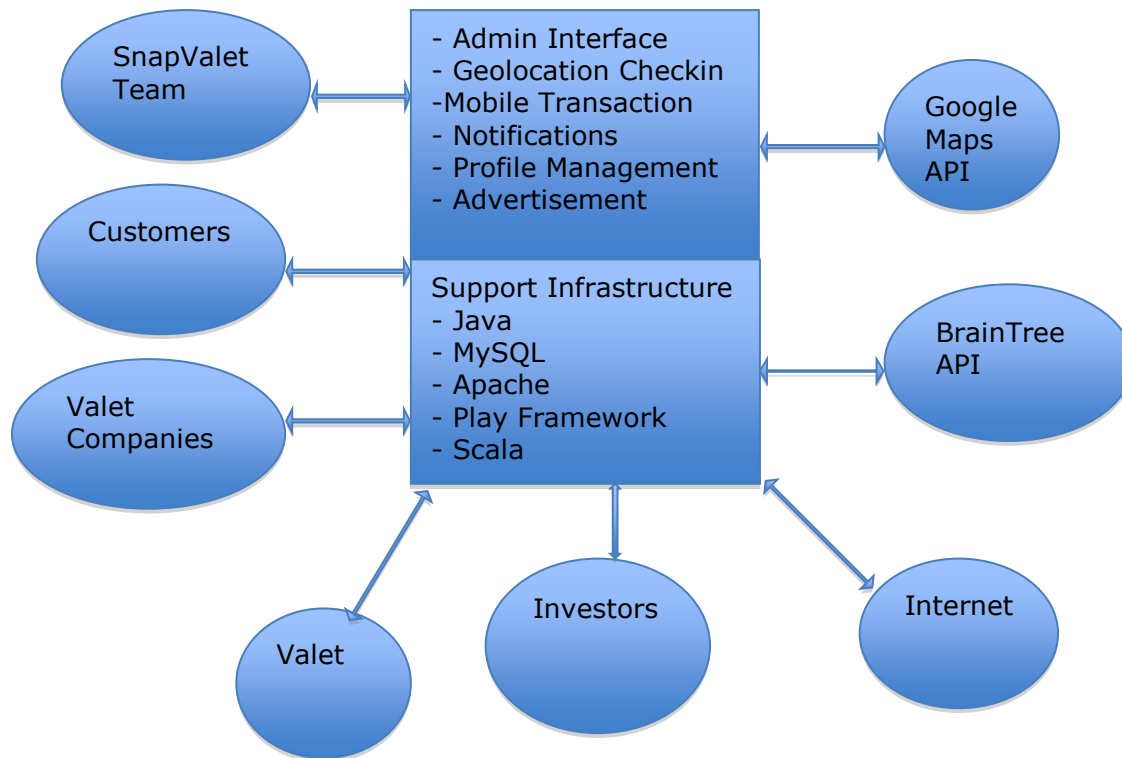 SnapValet
Team
- Admin Interface
- Geolocation Checkin
-Mobile Transaction
- Notifications
- Profile Management
- Advertisement
Google
Maps
API
Customers
Support Infrastructure
- Java
- MySQL
- Apache
- Play Framework
- Scala
BrainTree
API
Valet
Companies
Valet
Investors
Internet